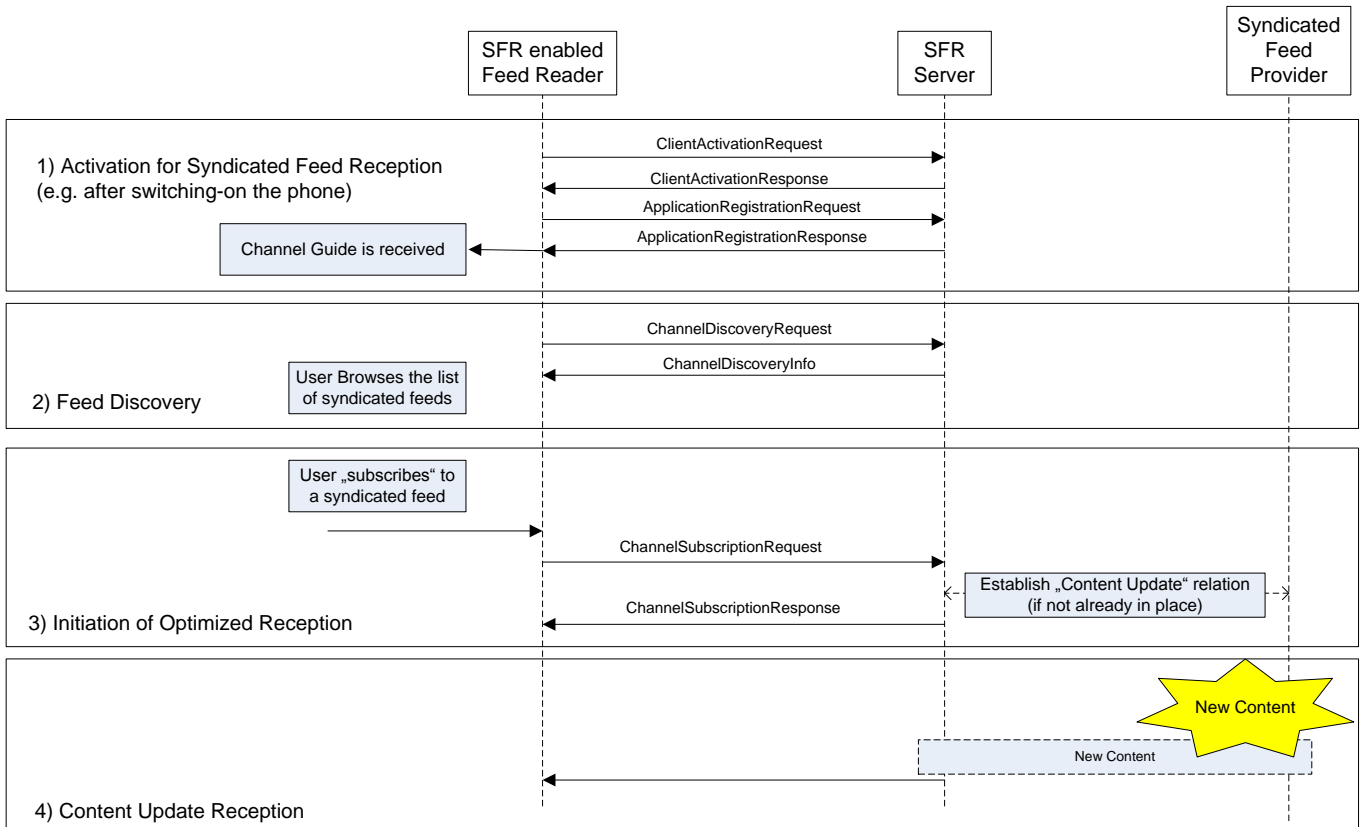 SFR enabled
Feed Reader
SFR
Server
Syndicated
Feed
Provider
1) Activation for Syndicated Feed Reception
(e.g. after switching-on the phone)
ClientActivationRequest
ClientActivationResponse
ApplicationRegistrationRequest
ApplicationRegistrationResponse
Channel Guide is received
ChannelDiscoveryRequest
ChannelDiscoveryInfo
User Browses the list
of syndicated feeds
2) Feed Discovery
User „subscribes“ to
a syndicated feed
ChannelSubscriptionRequest
Establish „Content Update“ relation
(if not already in place)
ChannelSubscriptionResponse
3) Initiation of Optimized Reception
New Content
New Content
4) Content Update Reception